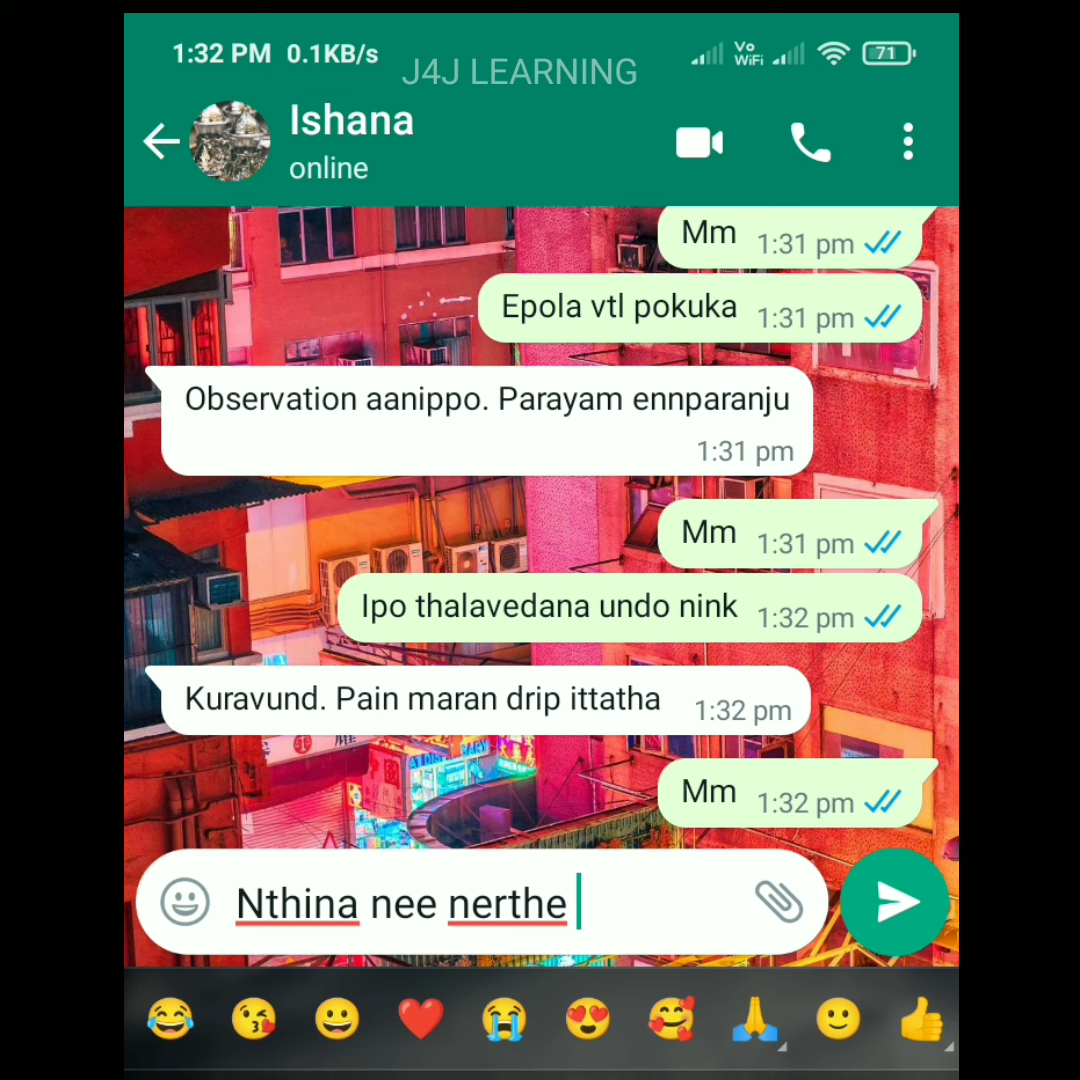 1:32 PM 0.1KB/s
Vo
WiFi
71
J4J LEARNING
Ishana
online
Mm 1:31 pm
Epola vtl pokuka 1:31 pm
Observation aanippo. Parayam ennparanju
1:31 pm
Mm 1:31 pm
Ipo thalavedana undo nink 1:32 pm
Kuravund. Pain maran drip ittatha 1:32 pm
Mm 1:32 pm
Nthina nee nerthe